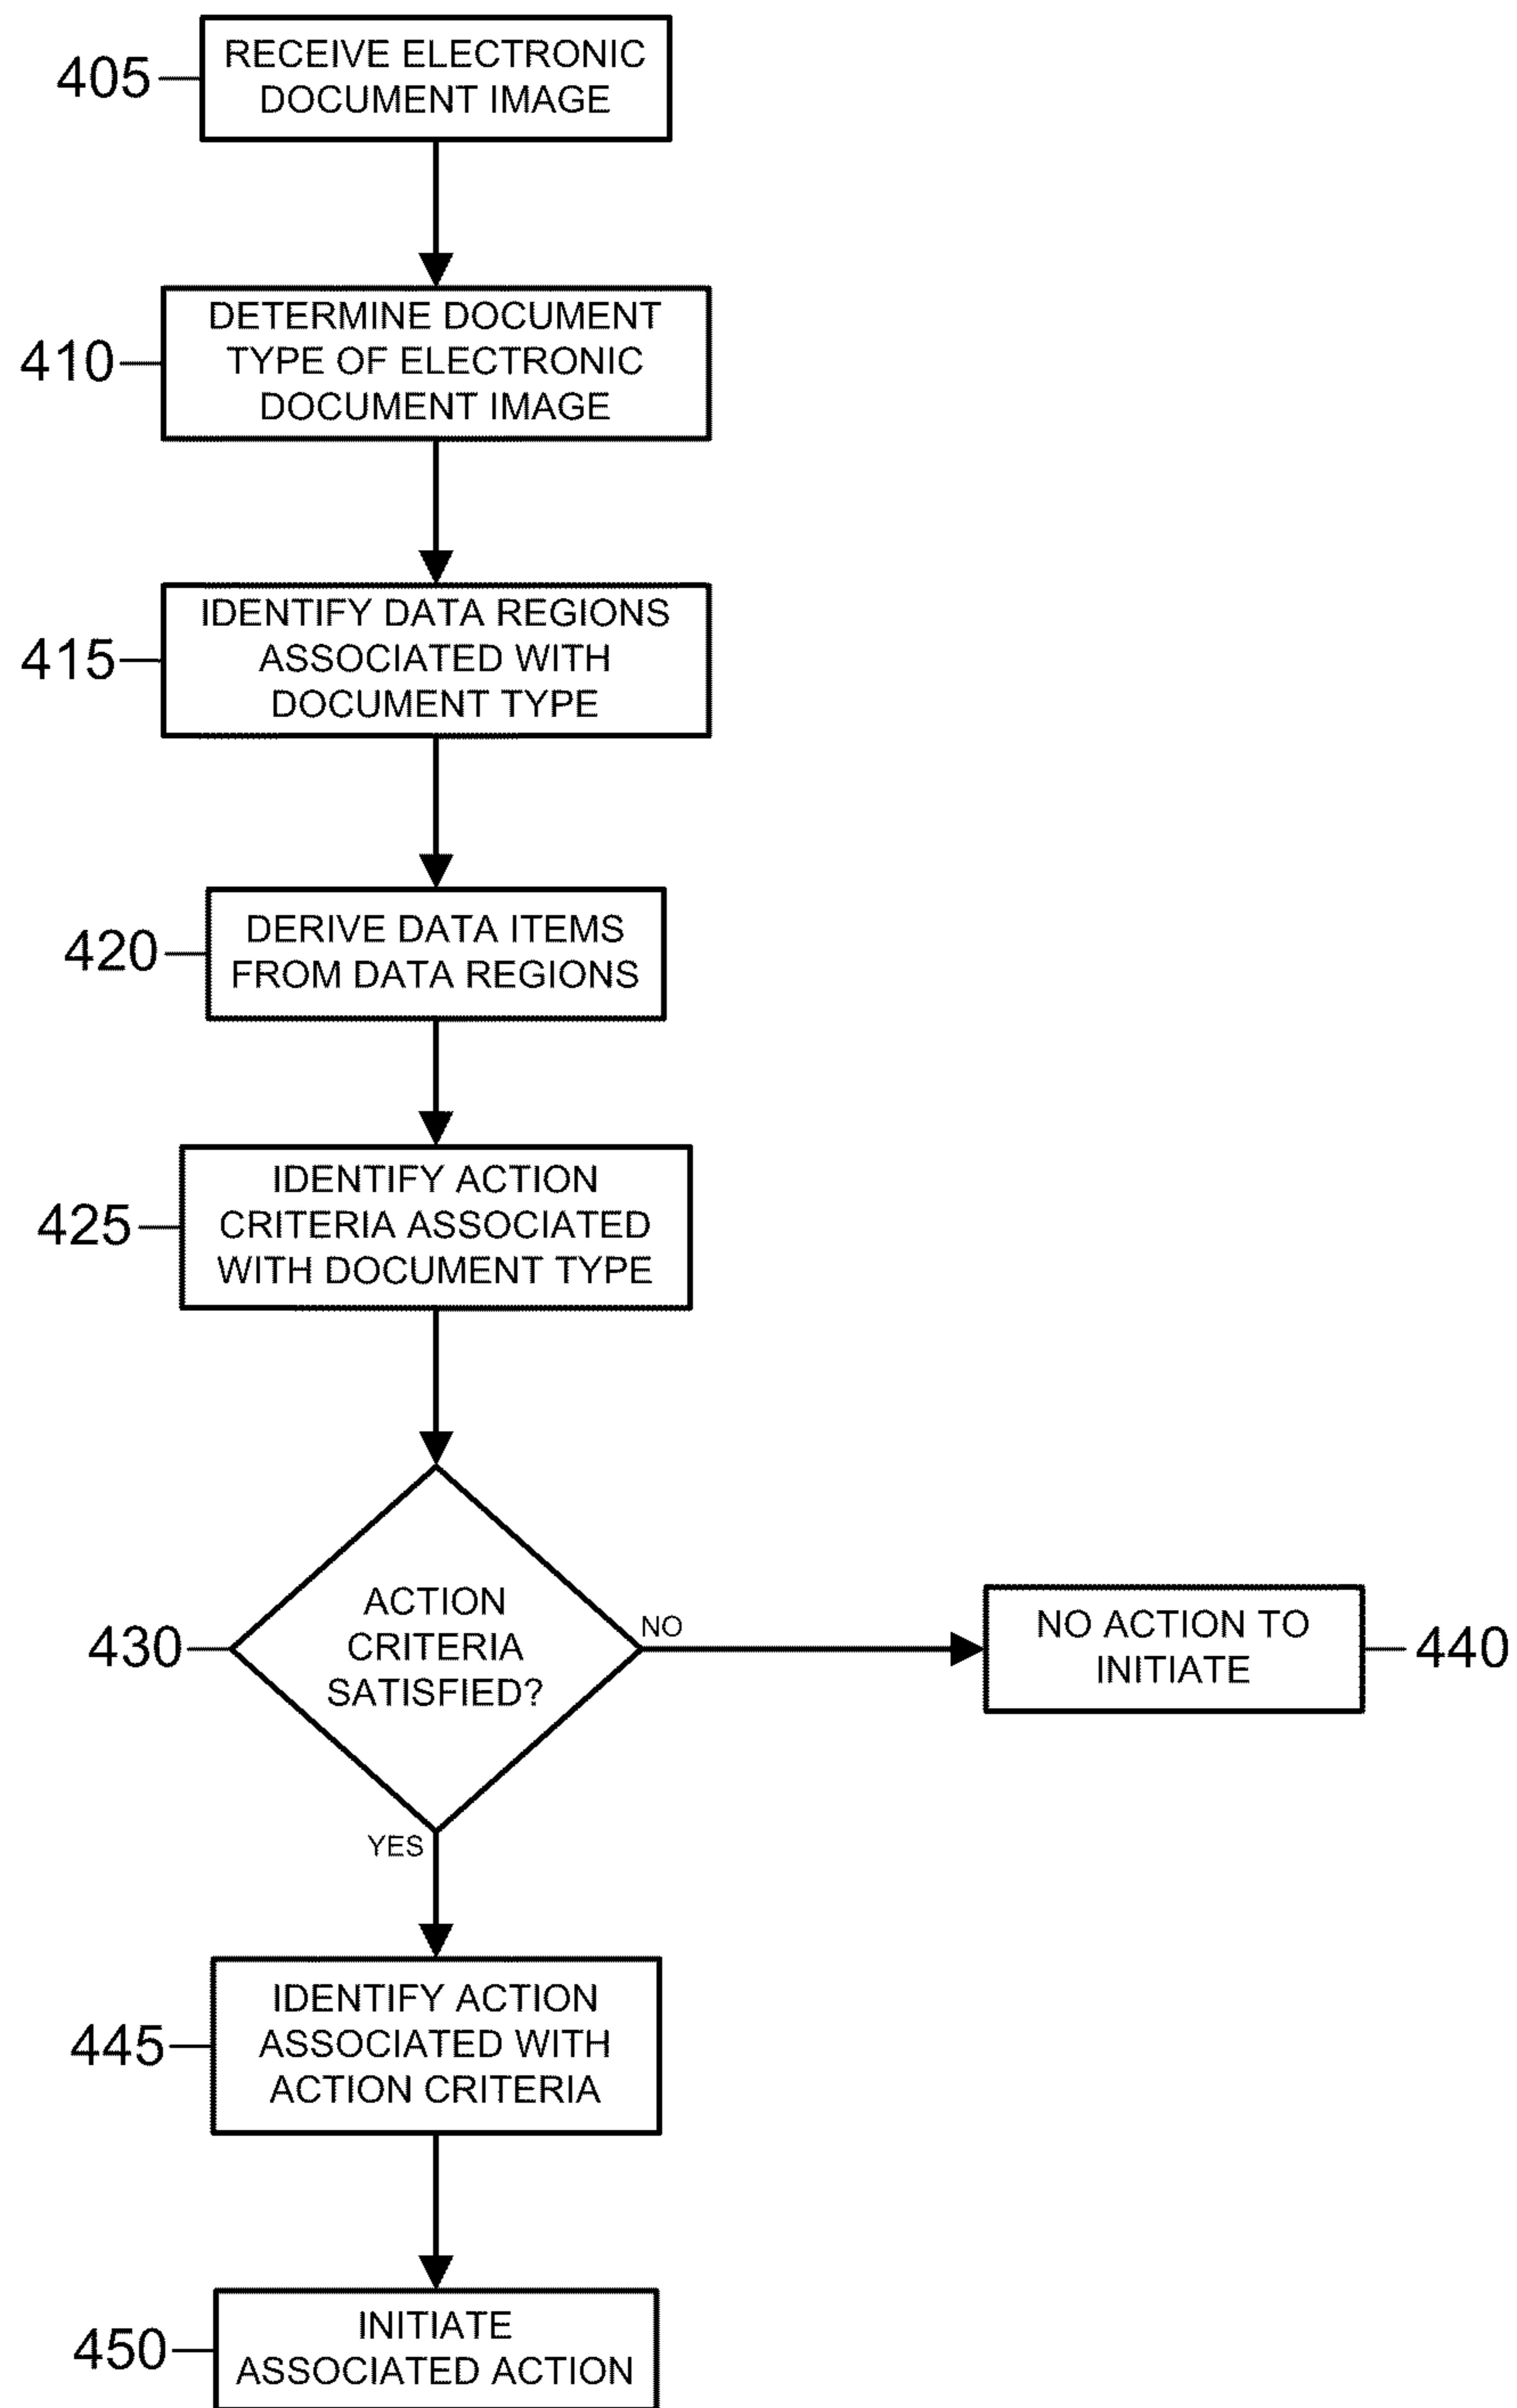 405
RECEIVE ELECTRONIC
DOCUMENT IMAGE
410
DETERMINE DOCUMENT
TYPE OF ELECTRONIC
DOCUMENT IMAGE
415
IDENTIFY DATA REGIONS
ASSOCIATED WITH
DOCUMENT TYPE
420
DERIVE DATA ITEMS
FROM DATA REGIONS
425
IDENTIFY ACTION
CRITERIA ASSOCIATED
WITH DOCUMENT TYPE
430
ACTION
CRITERIA
SATISFIED?
NO
NO ACTION TO
INITIATE
440
YES
445
IDENTIFY ACTION
ASSOCIATED WITH
ACTION CRITERIA
450
INITIATE
ASSOCIATED ACTION